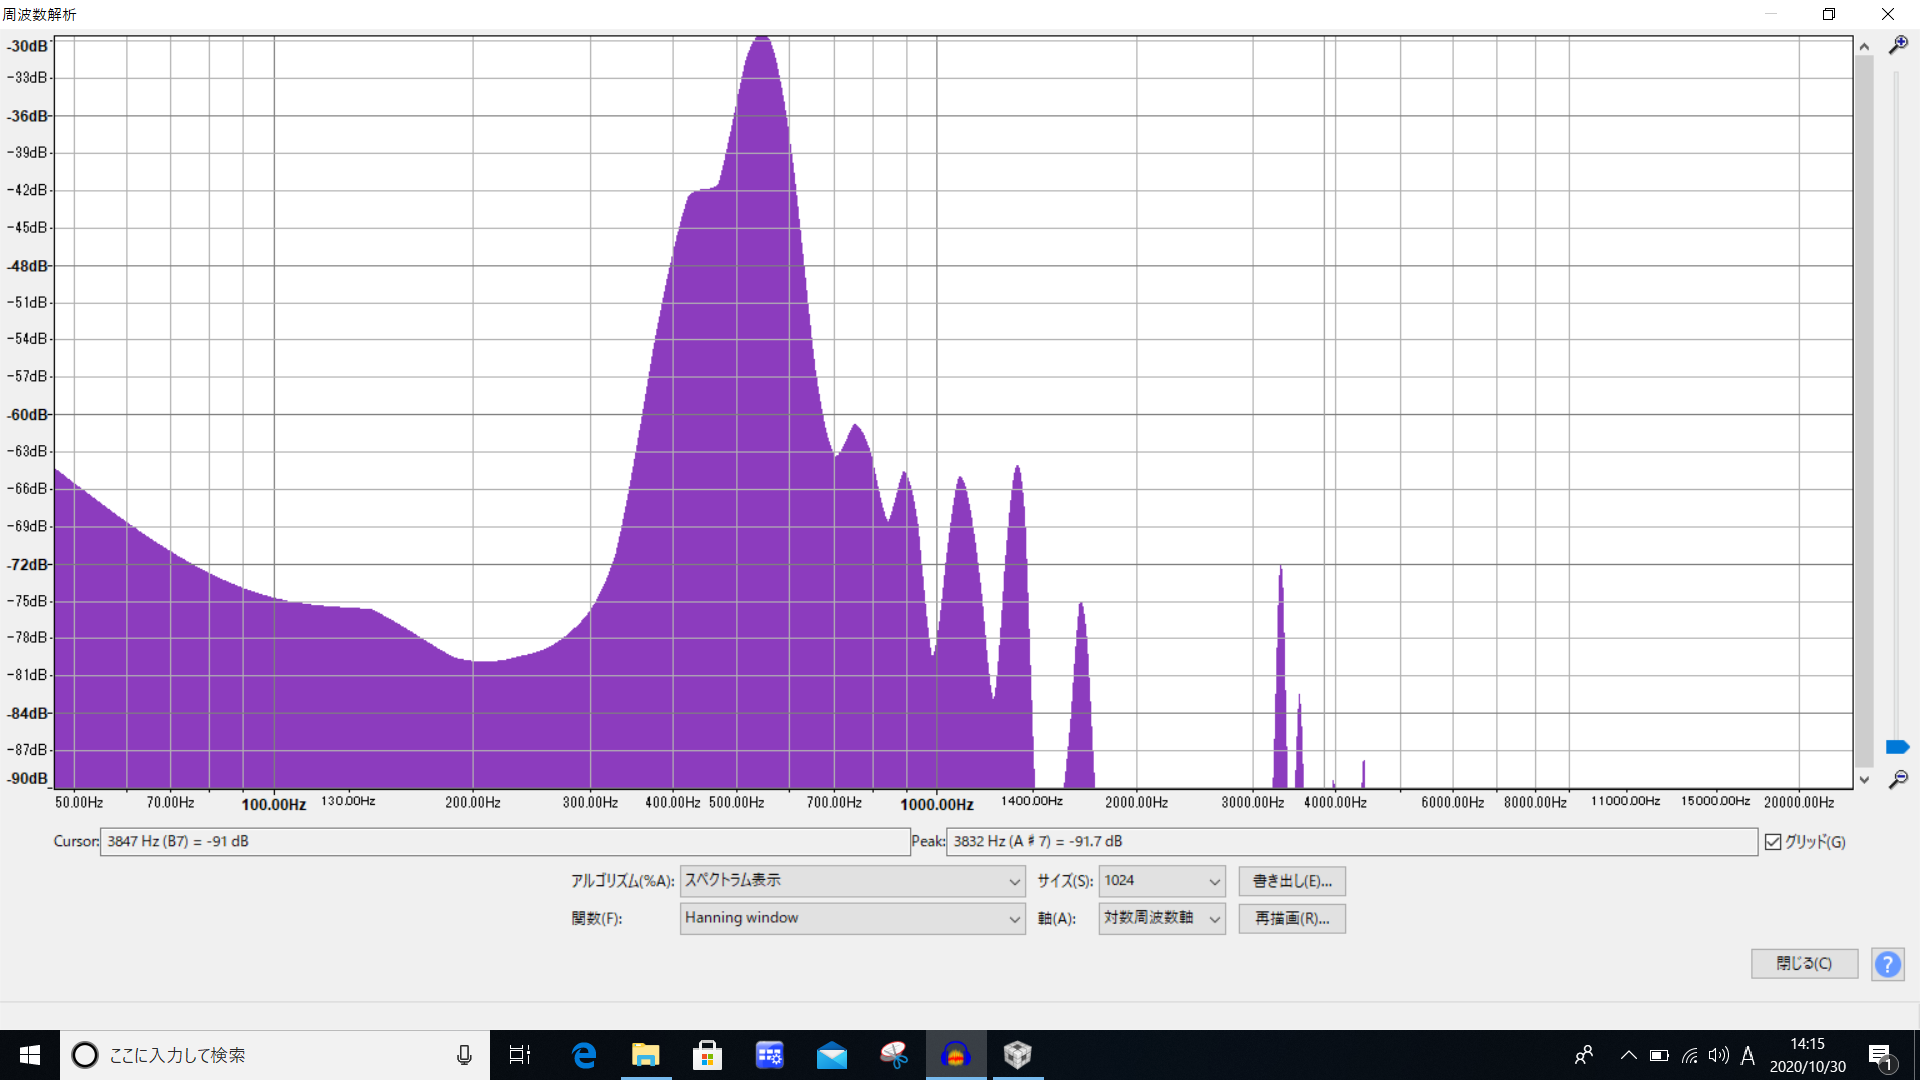 周波数解析
-30dB
-33dB
-36dB
-39dB
-42dB
-45dB
-48dB
-51dB
-54dB
-57dB
-60dB
-63dB
-66dB
-69dB
-72dB
-75dB
-78dB
-81dB
-84dB
-87dB
-90dB
50.00Hz 70.00Hz 100.00Hz 130.00Hz 200.00Hz 300.00Hz 400.00Hz 500.00Hz 700.00Hz 1000.00Hz 1400.00Hz 2000.00Hz 3000.00Hz 4000.00Hz 6000.00Hz 8000.00Hz 11000.00Hz 15000.00Hz 20000.00Hz
Cursor: 3847 Hz (B7) = -91 dB Peak: 3832 Hz (A♯7) = -91.7 dB グリッド(G)
アルゴリズム(%A): スペクトラム表示 サイズ(S): 1024 書き出し(E)...
関数(F): Hanning window 軸(A): 対数周波数軸 再描画(R)...
閉じる(C) ?
ここに入力して検索 A 14:15
2020/10/30 1